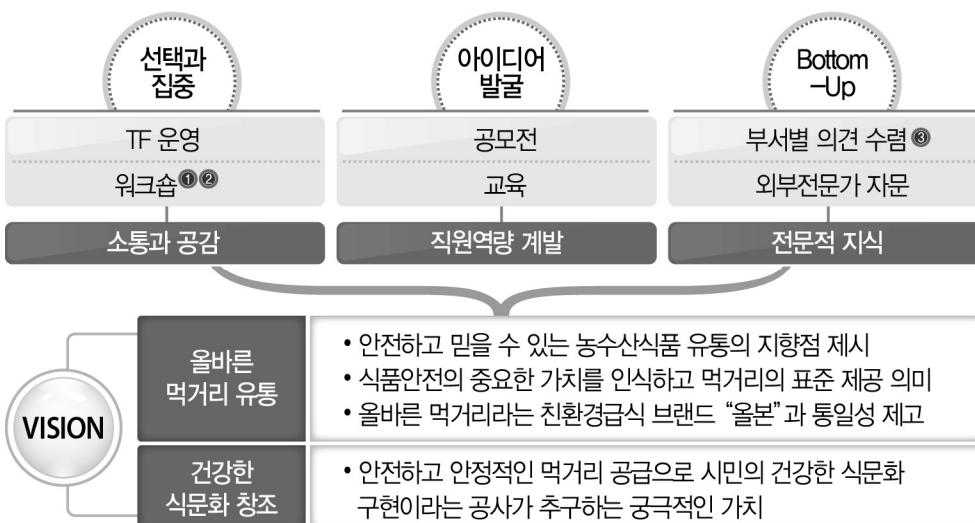 선택과
집중
아이디어
발굴
Bottom
-Up
TF 운영
공모전
부서별 의견 수렴❸
워크숍❶❷
교육
외부전문가 자문
소통과 공감
직원역량 계발
전문적 지식
VISION
올바른
먹거리 유통
• 안전하고 믿을 수 있는 농수산식품 유통의 지향점 제시
• 식품안전의 중요한 가치를 인식하고 먹거리의 표준 제공 의미
• 올바른 먹거리라는 친환경급식 브랜드 “올본”과 통일성 제고
건강한
식문화 창조
• 안전하고 안정적인 먹거리 공급으로 시민의 건강한 식문화
구현이라는 공사가 추구하는 궁극적인 가치